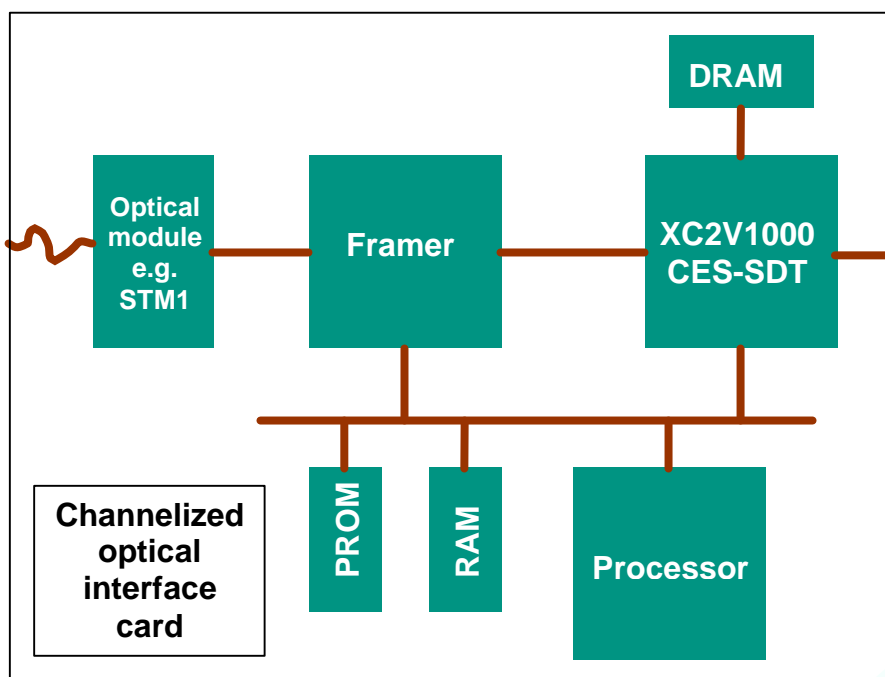 DRAM
Optical
module
e.g.
STM1
Framer
XC2V1000
CES-SDT
PROM
RAM
Processor
Channelized
optical
interface
card